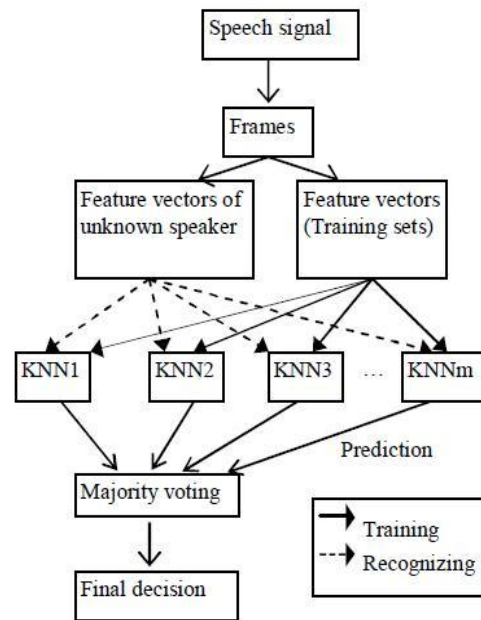 Speech signal
Frames
Feature vectors of
unknown speaker
Feature vectors
(Training sets)
KNN1
KNN2
KNN3
...
KNNm
Prediction
Majority voting
Training
Recognizing
Final decision